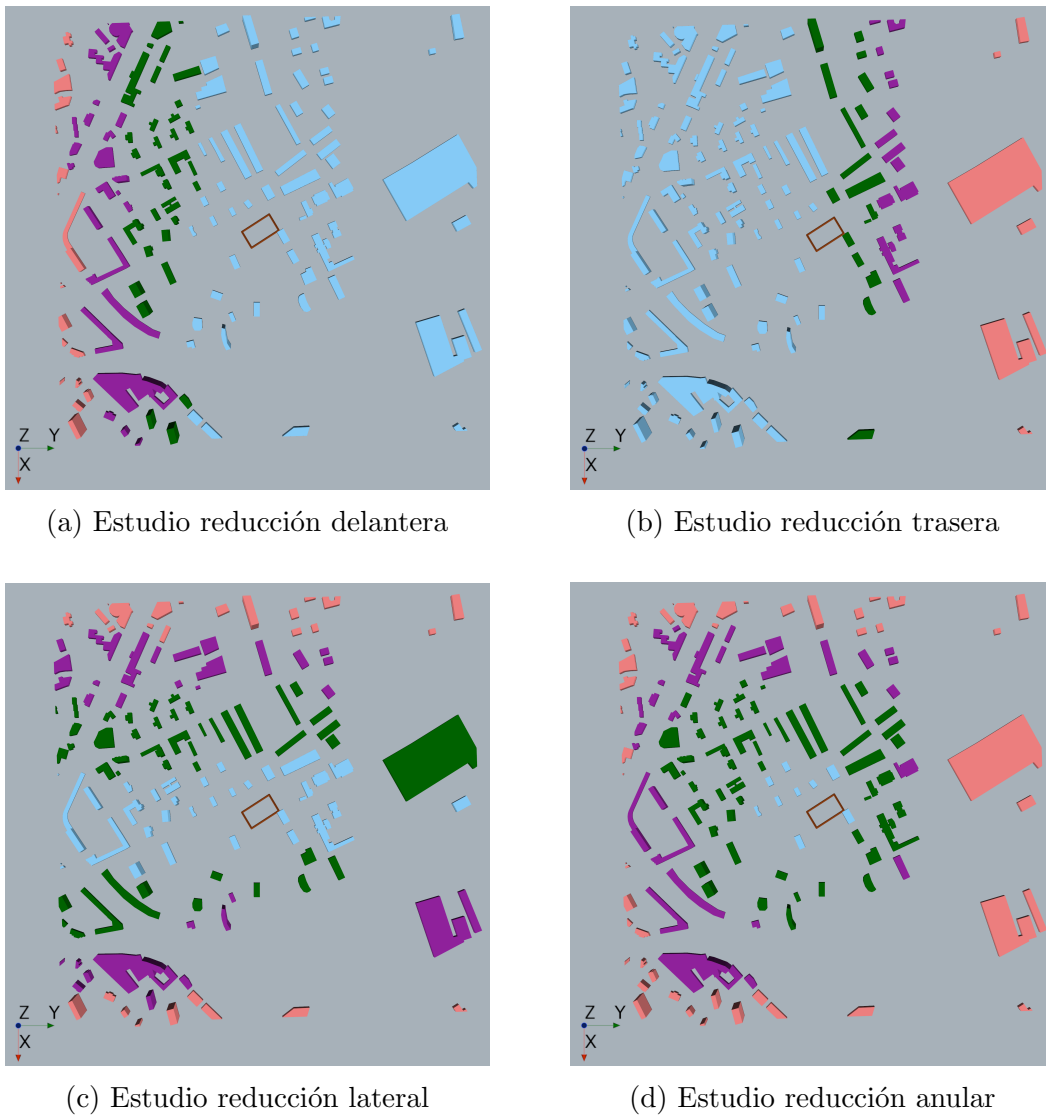 Z Y
X
Z Y
X
(a) Estudio reducción delantera
(b) Estudio reducción trasera
Z Y
X
Z Y
X
(c) Estudio reducción lateral
(d) Estudio reducción anular